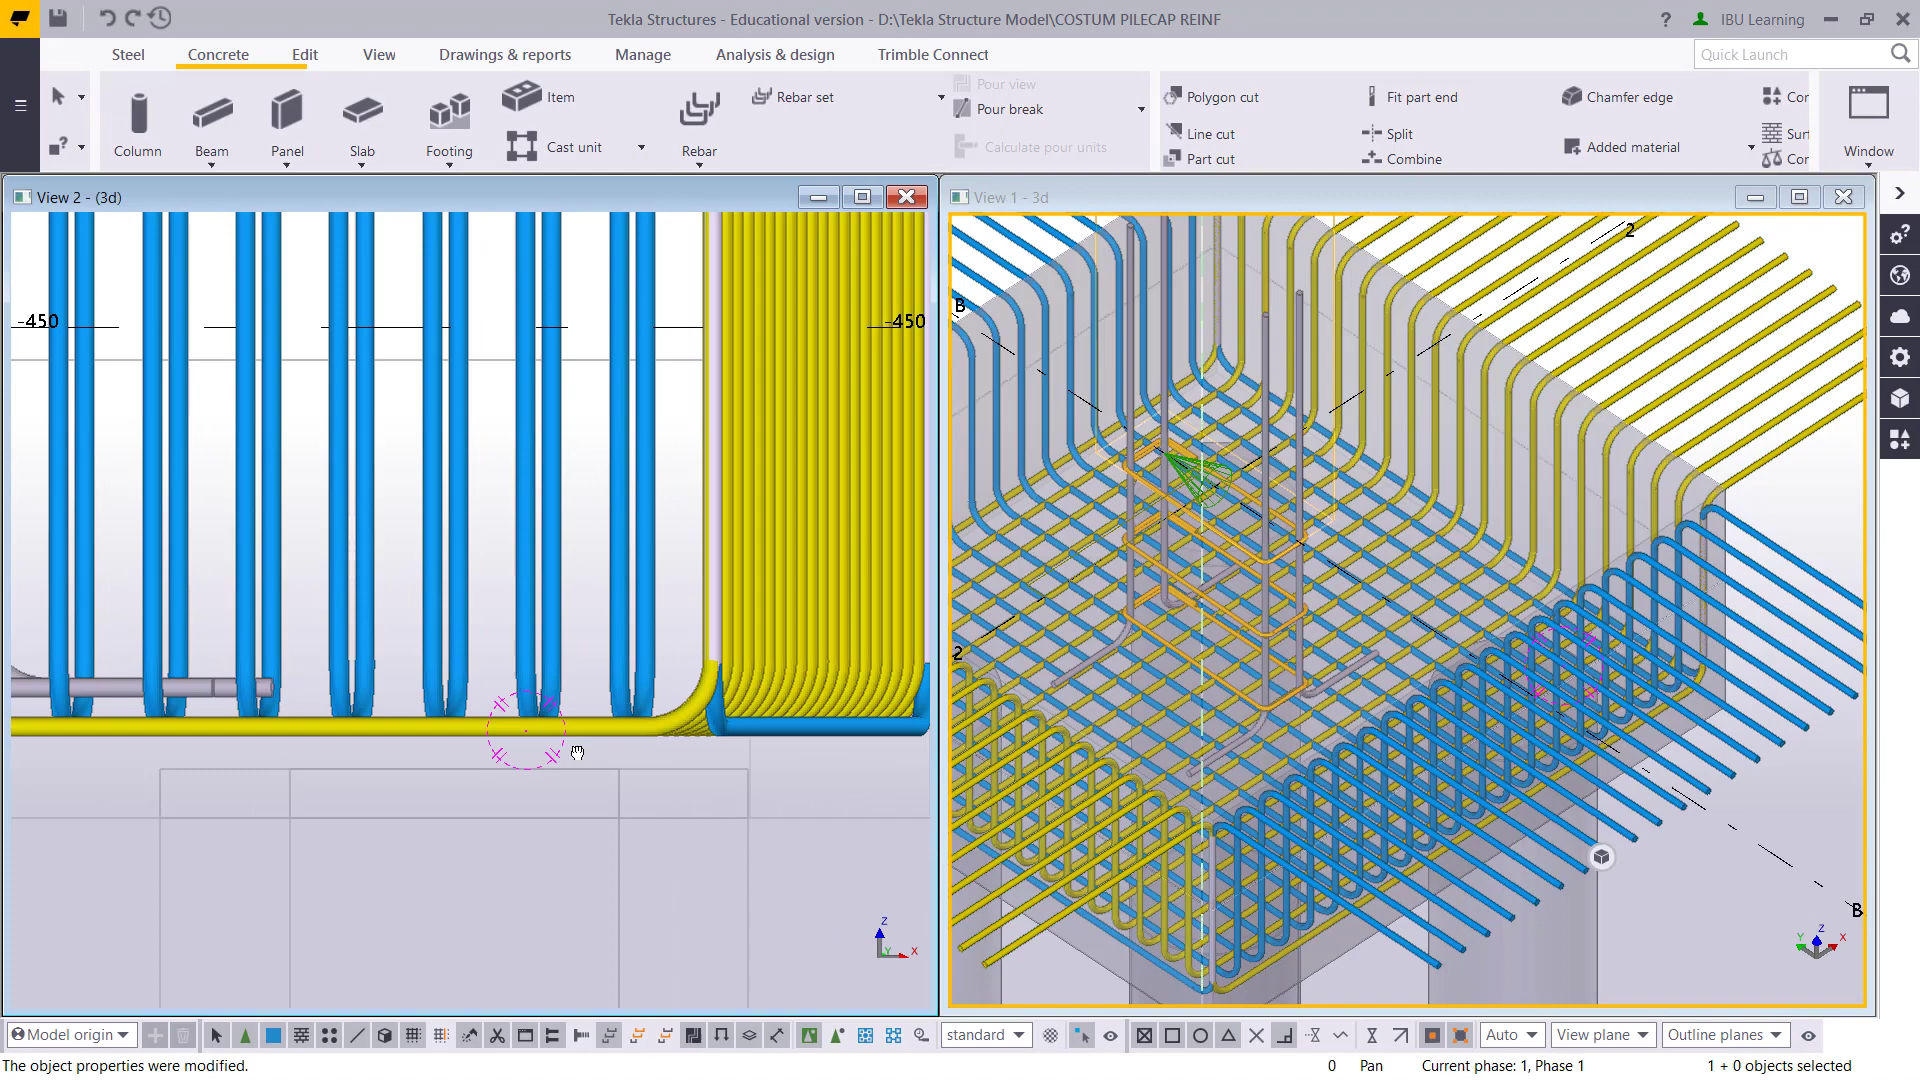 Tekla Structures - Educational version - D:\Tekla Structure Model\COSTUM PILECAP REINF
? IBU Learning
Steel Concrete Edit View Drawings & reports Manage Analysis & design Trimble Connect
Quick Launch
Column Beam Panel Slab Footing
Item
Cast unit
Rebar
Rebar set
Pour view
Pour break
Calculate pour units
Polygon cut
Line cut
Part cut
Fit part end
Split
Combine
Chamfer edge
Added material
Cor
Surf
Cor
Window
View 2 - (3d)
-450 -450
Z
Y X
View 1 - 3d
2
B
2
B
Z
Y X
Model origin standard Auto View plane Outline planes
The object properties were modified. 0 Pan Current phase: 1, Phase 1 1 + 0 objects selected